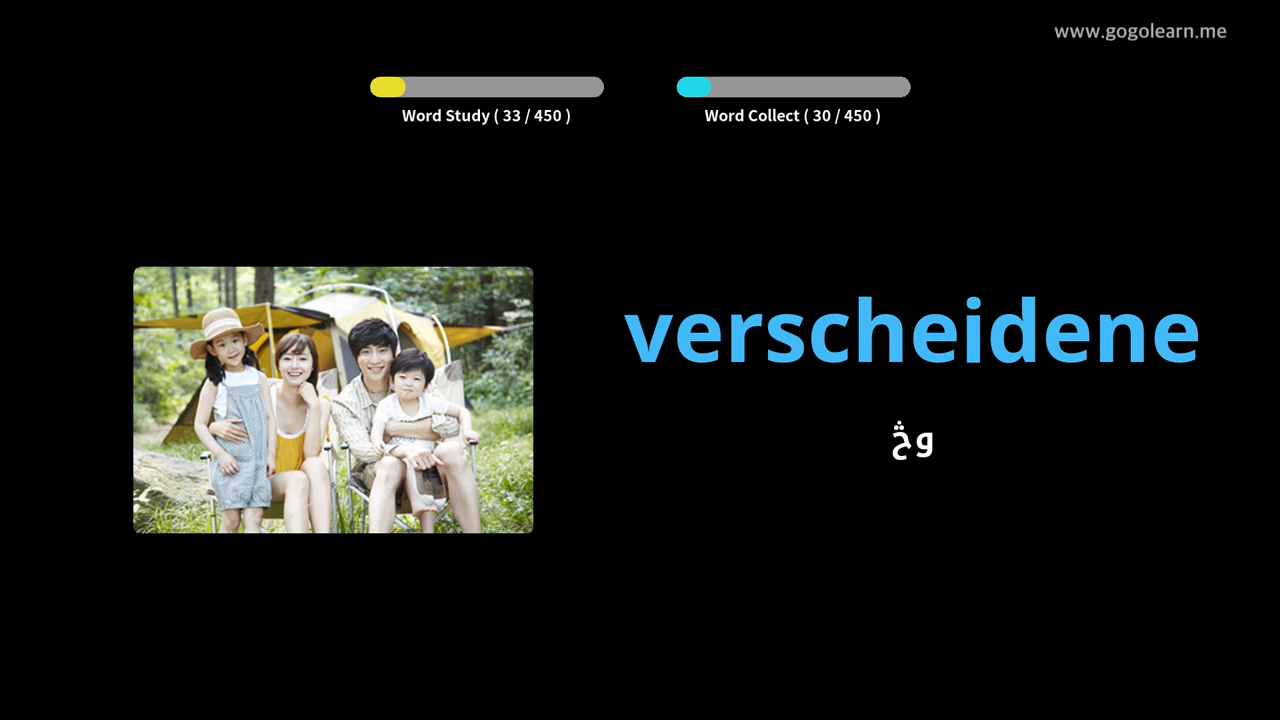 www.gogolearn.me
Word Study ( 33 / 450 )
Word Collect ( 30 / 450 )
verscheidene
وڅ